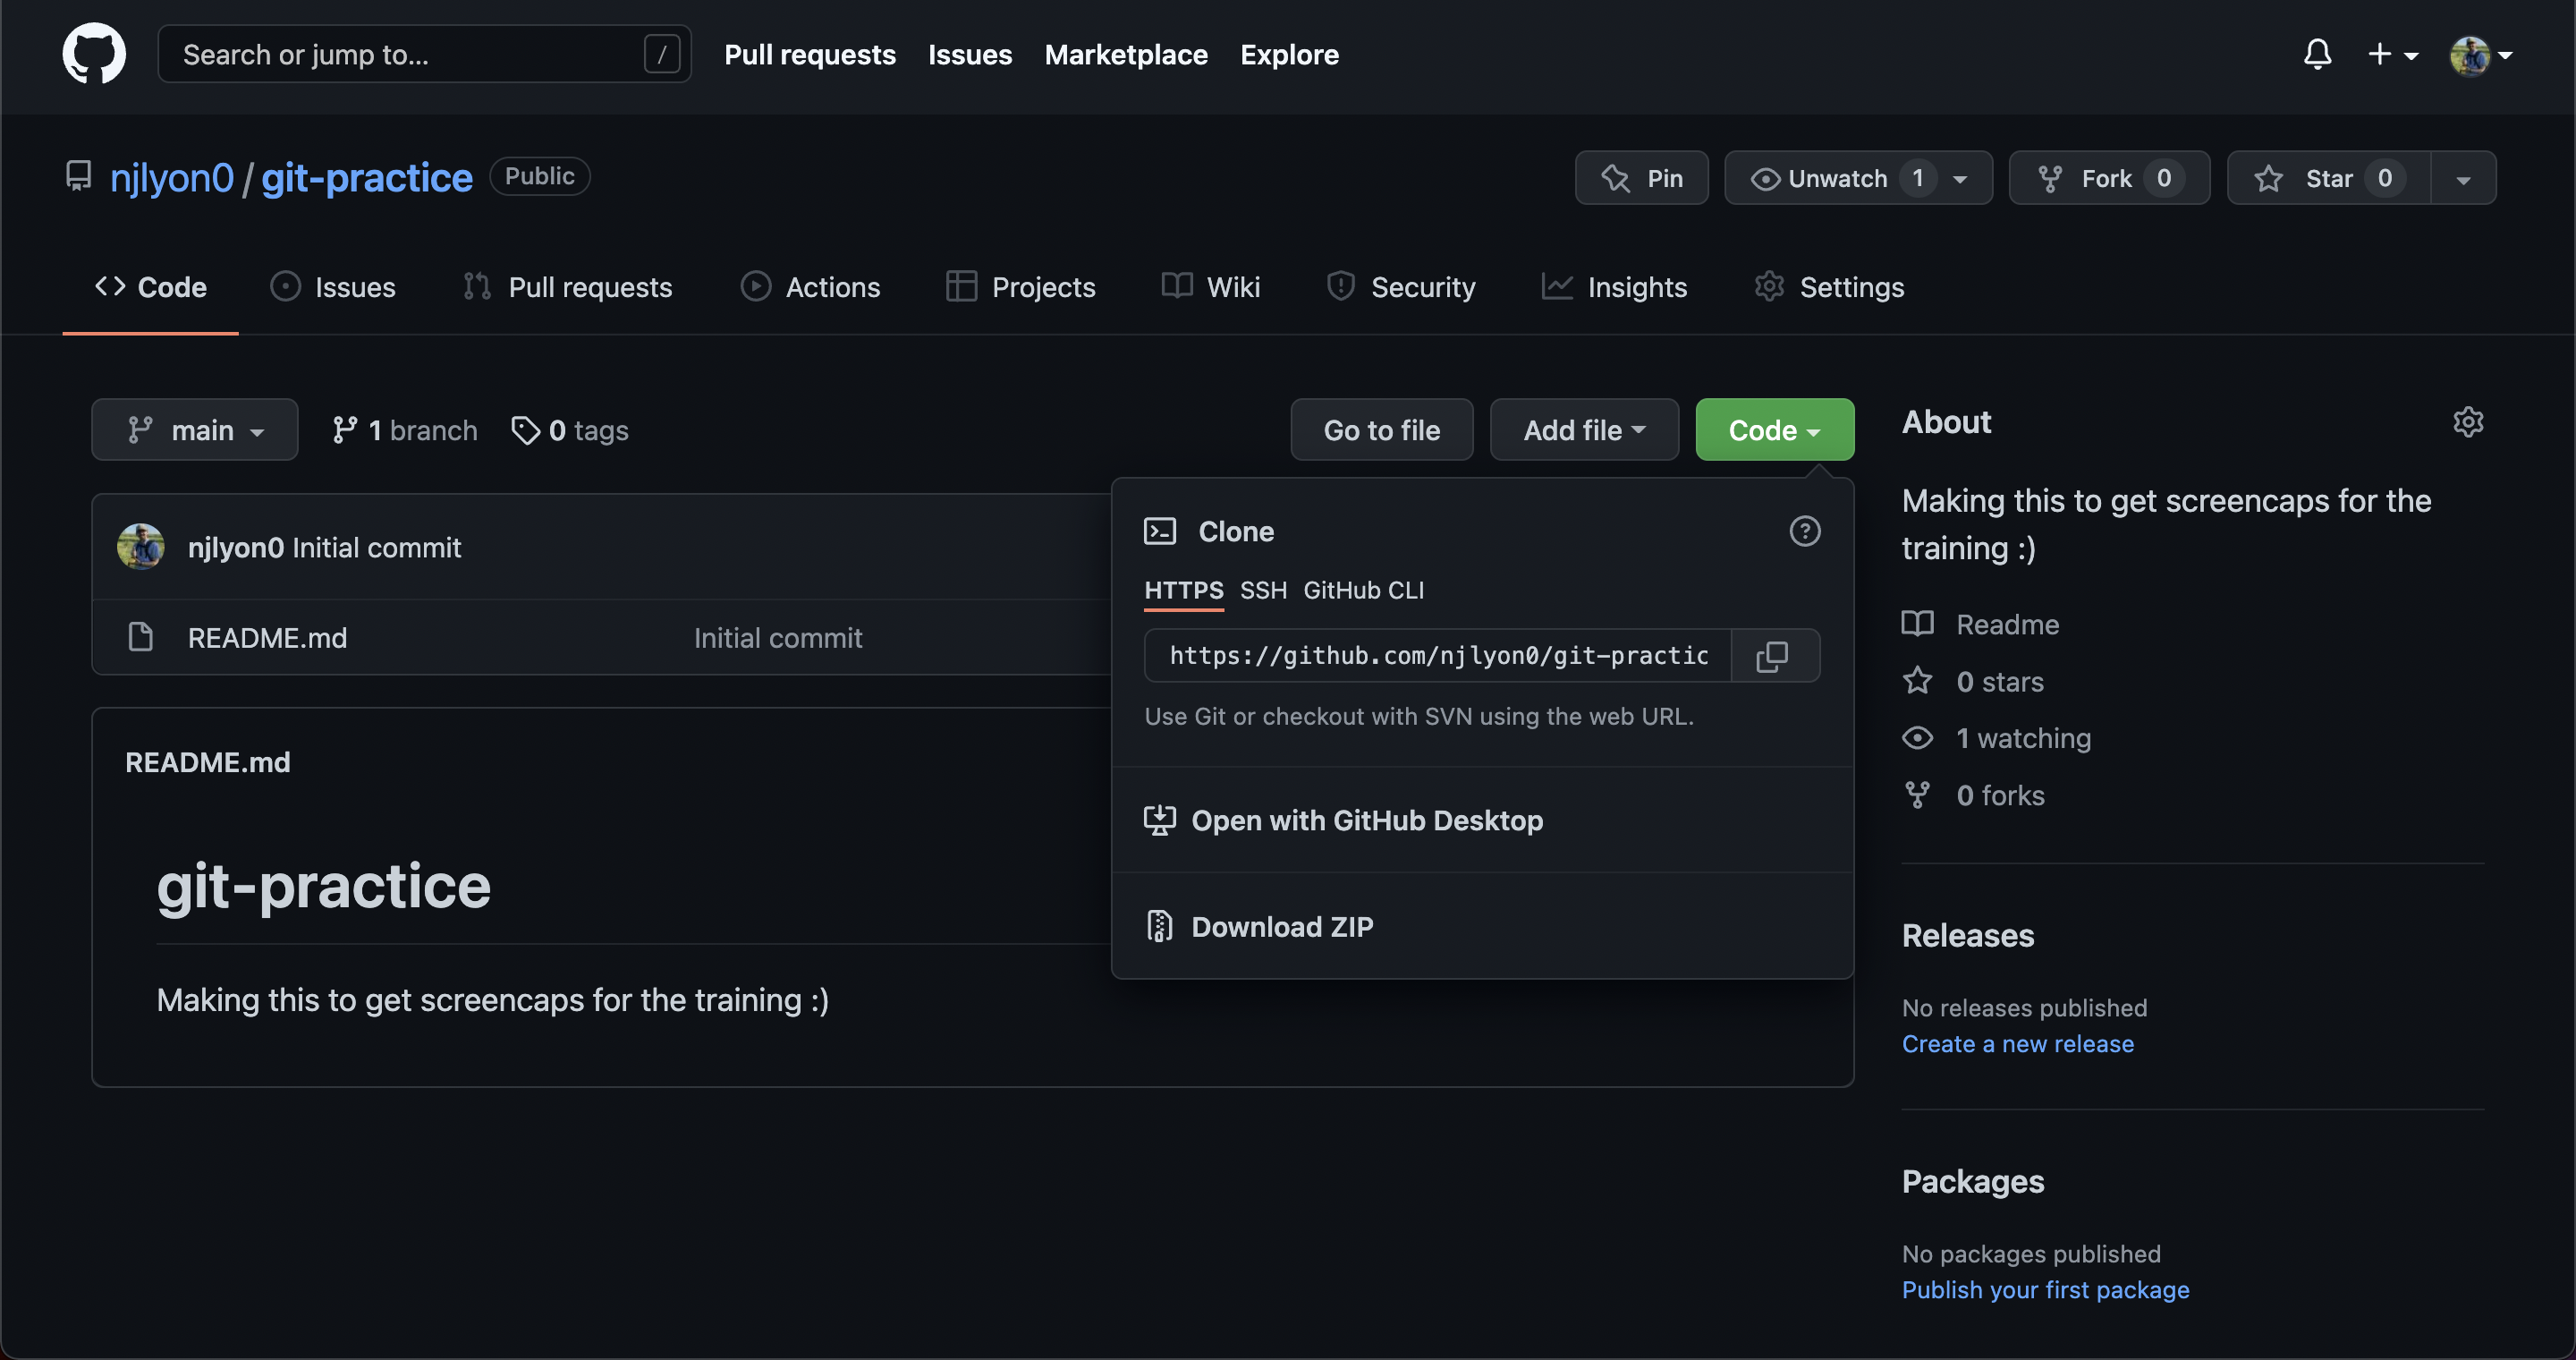 Search or jump to... /
Pull requests Issues Marketplace Explore
njlyon0 / git-practice Public
Pin Unwatch 1 Fork 0 Star 0
Code Issues Pull requests Actions Projects Wiki Security Insights Settings
main 1 branch 0 tags
Go to file Add file Code
njlyon0 Initial commit
README.md Initial commit
Clone
HTTPS SSH GitHub CLI
https://github.com/njlyon0/git-practic
Use Git or checkout with SVN using the web URL.
Open with GitHub Desktop
Download ZIP
README.md
git-practice
Making this to get screencaps for the training :)
About
Making this to get screencaps for the
training :)
Readme
0 stars
1 watching
0 forks
Releases
No releases published
Create a new release
Packages
No packages published
Publish your first package